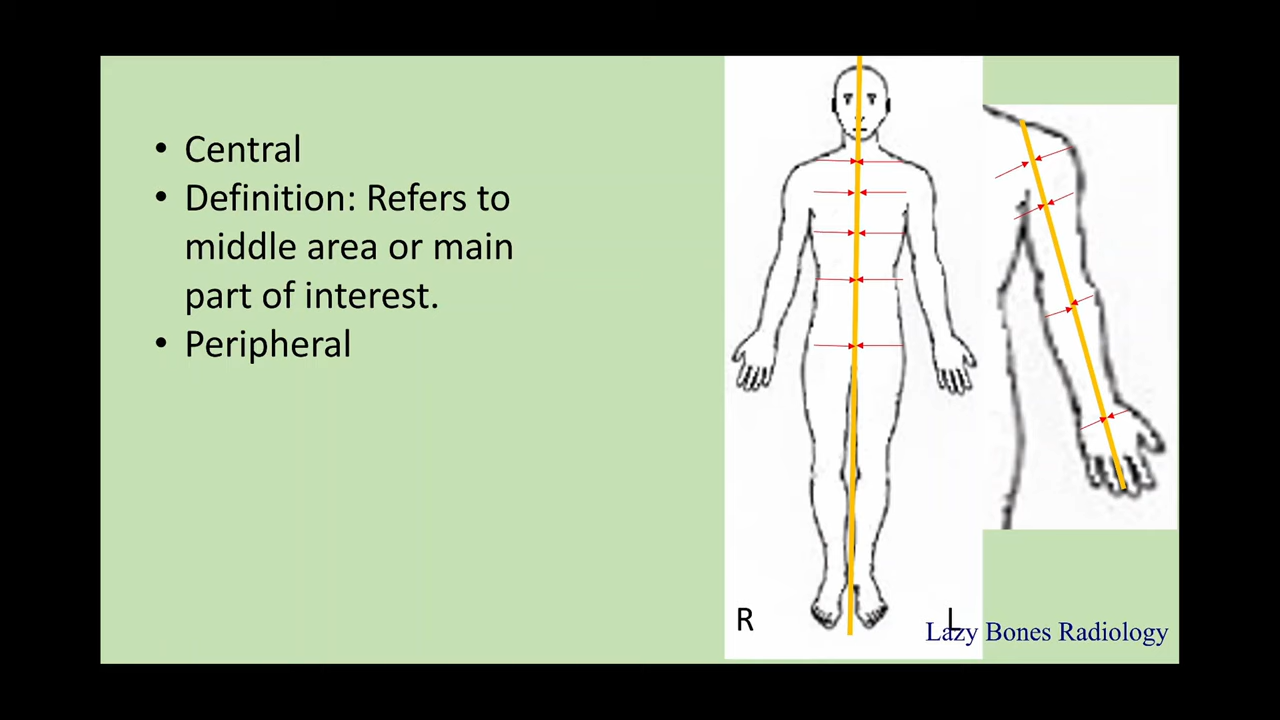 • Central
• Definition: Refers to
middle area or main
part of interest.
• Peripheral
R
L
Lazy Bones Radiology